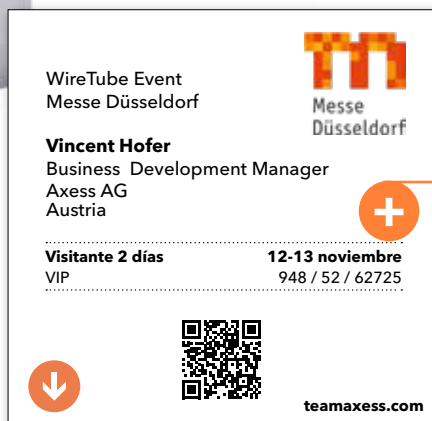 WireTube Event
Messe Düsseldorf
Messe
Düsseldorf
Vincent Hofer
Business Development Manager
Axess AG
Austria
Visitante 2 días 12-13 noviembre
VIP 948 / 52 / 62725
teamaxess.com